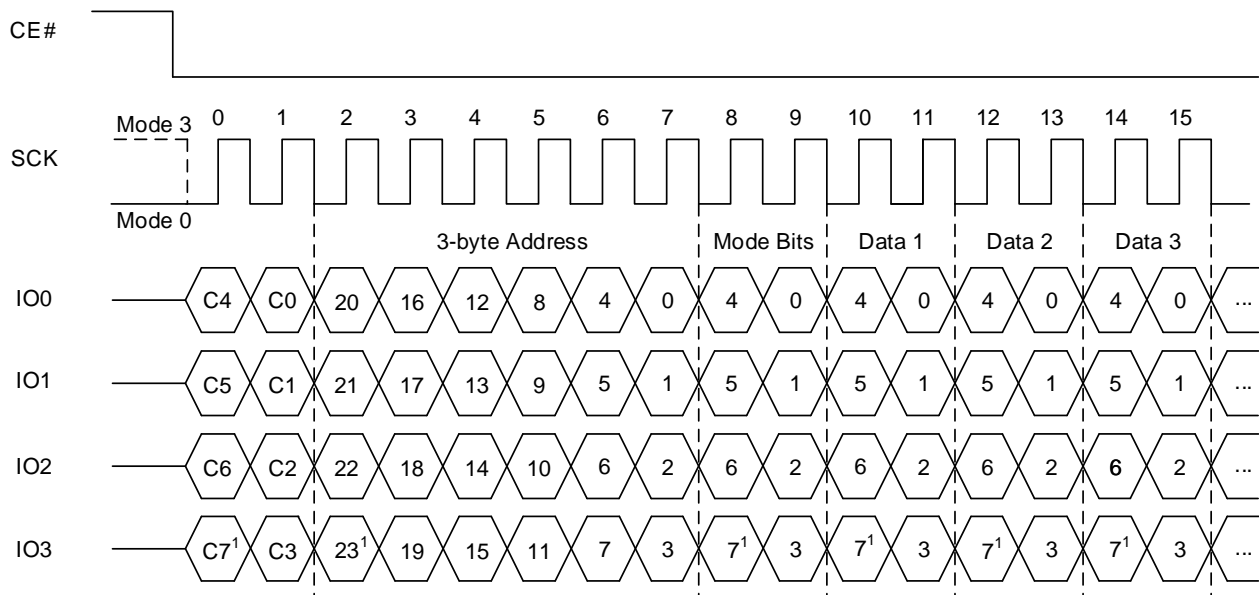 CE#
Mode 3 0 1 2 3 4 5 6 7 8 9 10 11 12 13 14 15
SCK
Mode 0
3-byte Address Mode Bits Data 1 Data 2 Data 3
IO0 C4 C0 20 16 12 8 4 0 4 0 4 0 4 0 4 0 ...
IO1 C5 C1 21 17 13 9 5 1 5 1 5 1 5 1 5 1 ...
IO2 C6 C2 22 18 14 10 6 2 6 2 6 2 6 2 6 2 ...
IO3 C7¹ C3 23¹ 19 15 11 7 3 7¹ 3 7¹ 3 7¹ 3 7¹ 3 ...